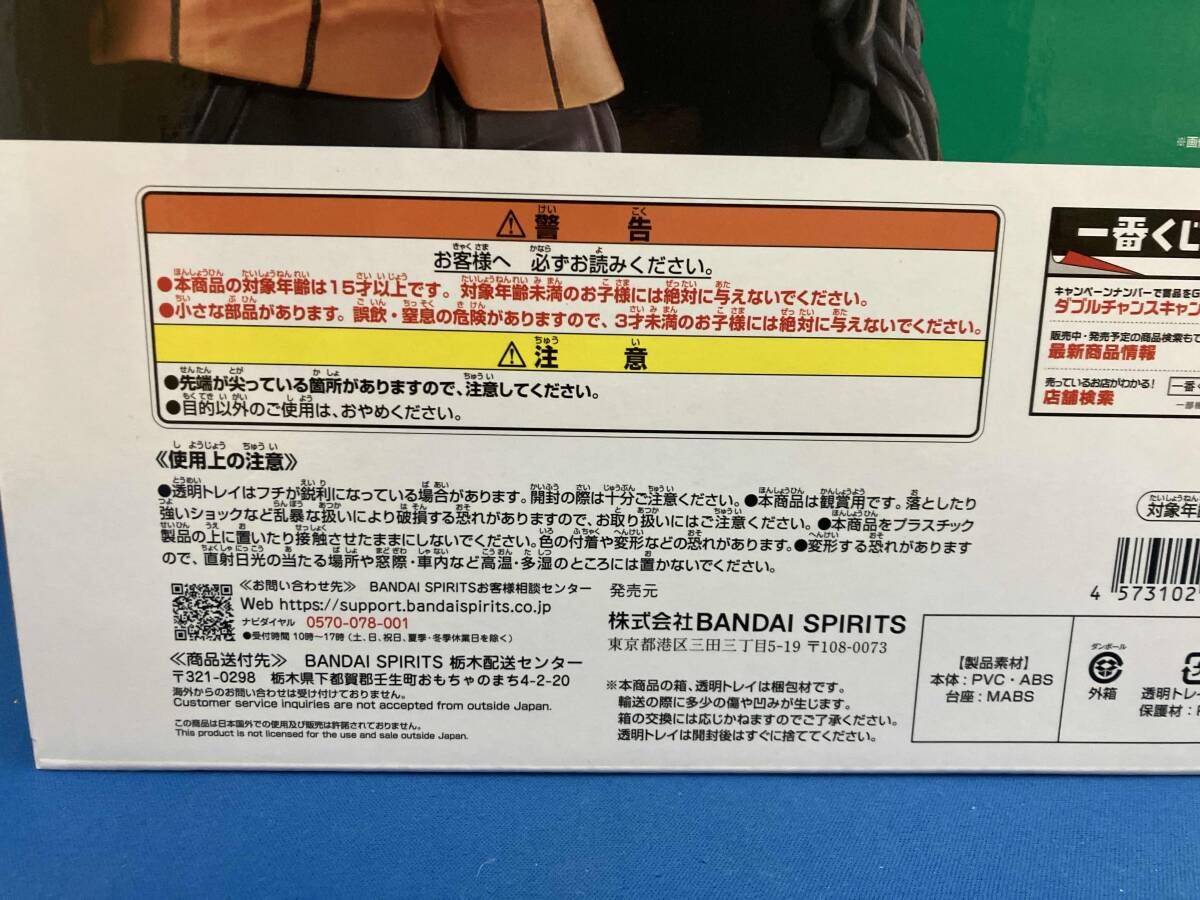 ※画
⚠警告
お客様へ 必ずお読みください。
●本商品の対象年齢は15才以上です。対象年齢未満のお子様には絶対に与えないでください。
●小さな部品があります。誤飲・窒息の危険がありますので、3才未満のお子様には絶対に与えないでください。
⚠注意
●先端が尖っている箇所がありますので、注意してください。
●目的以外のご使用は、おやめください。
《使用上の注意》
●透明トレイはフチが鋭利になっている場合があります。開封の際は十分ご注意ください。●本商品は観賞用です。落としたり
強いショックなど乱暴な扱いにより破損する恐れがありますので、お取り扱いにはご注意ください。●本商品をプラスチック
製品の上に置いたり接触させたままにしないでください。色の付着や変形などの恐れがあります。●変形する恐れがあります
ので、直射日光の当たる場所や窓際・車内など高温・多湿のところには置かないでください。
≪お問い合わせ先≫ BANDAI SPIRITSお客様相談センター
Web https://support.bandaispirits.co.jp
ナビダイヤル 0570-078-001
●受付時間 10時〜17時(土、日、祝日、夏季・冬季休業日を除く)
≪商品送付先≫ BANDAI SPIRITS 栃木配送センター
〒321-0298 栃木県下都賀郡壬生町おもちゃのまち4-2-20
海外からのお問い合わせは受け付けておりません。
Customer service inquiries are not accepted from outside Japan.
この商品は日本国外での使用及び販売は許諾されておりません。
This product is not licensed for the use and sale outside Japan.
発売元
株式会社BANDAI SPIRITS
東京都港区三田三丁目5-19 〒108-0073
※本商品の箱、透明トレイは梱包材です。
輸送の際に多少の傷や凹みが生じます。
箱の交換には応じかねますのでご了承ください。
透明トレイは開封後はすぐに捨ててください。
【製品素材】
本体:PVC・ABS
台座:MABS
ダンボール
外箱
透明トレ
保護材:
一番くじ
キャンペーンナンバーで賞品をG
ダブルチャンスキャン
販売中・発売予定の商品検索も
最新商品情報
売っているお店がわかる!
店舗検索
一番
一部
対象年
4 573102